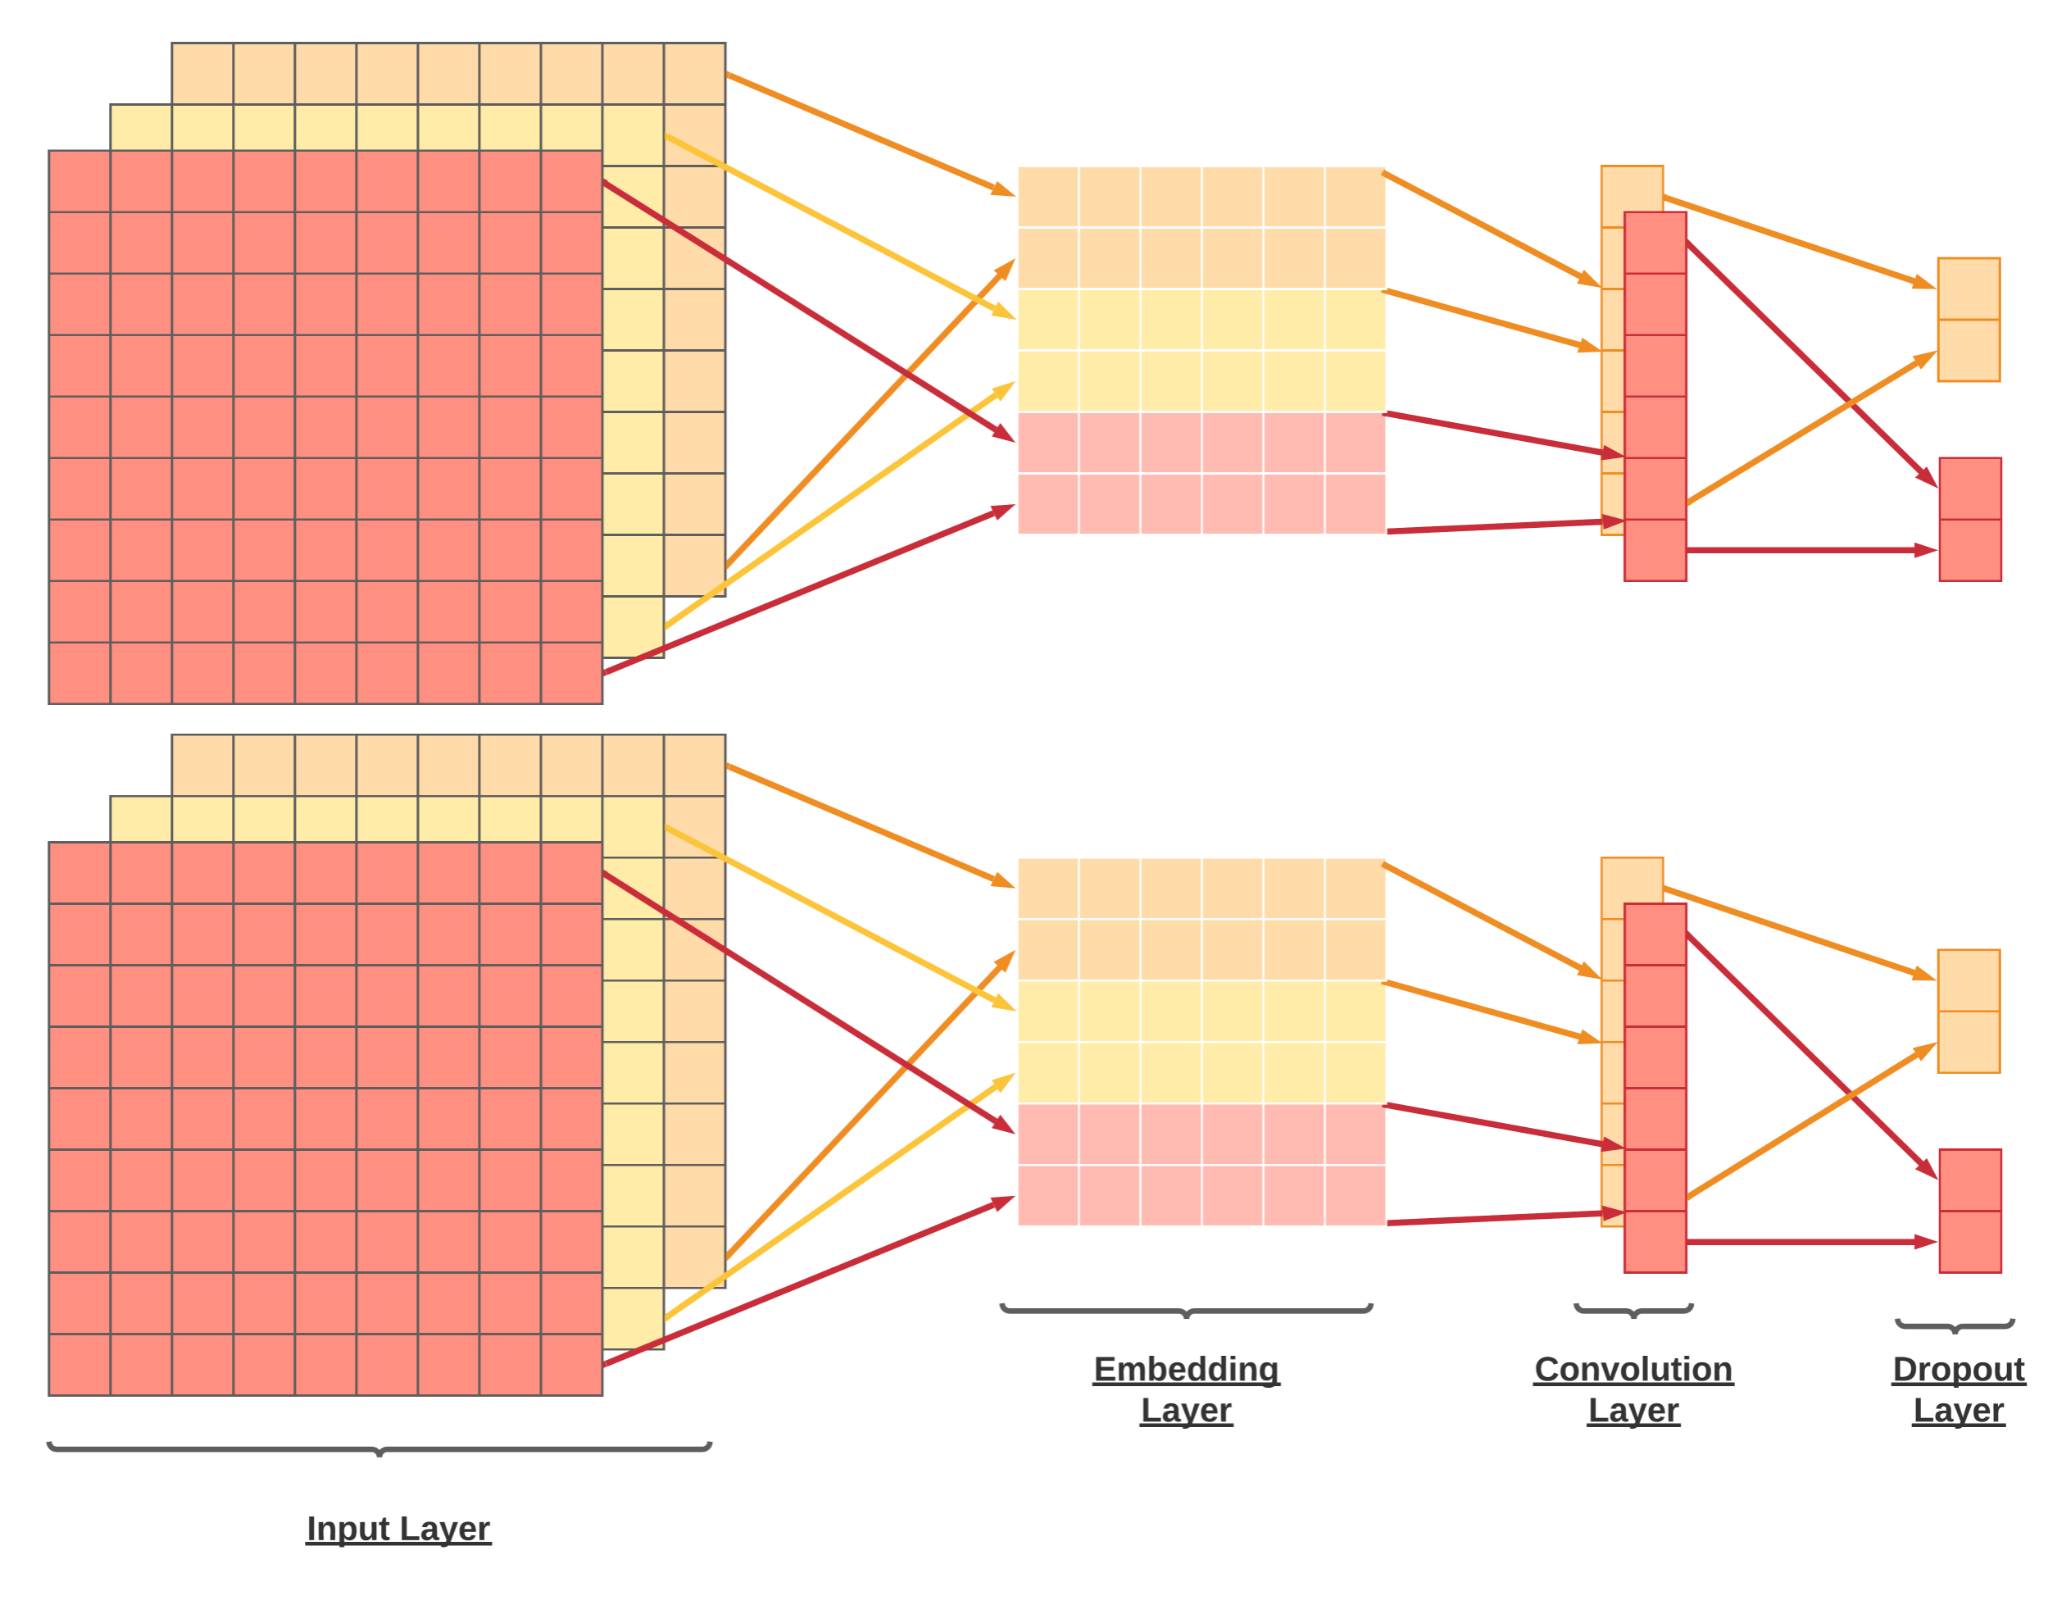 Embedding
Layer
Convolution
Layer
Dropout
Layer
Input Layer